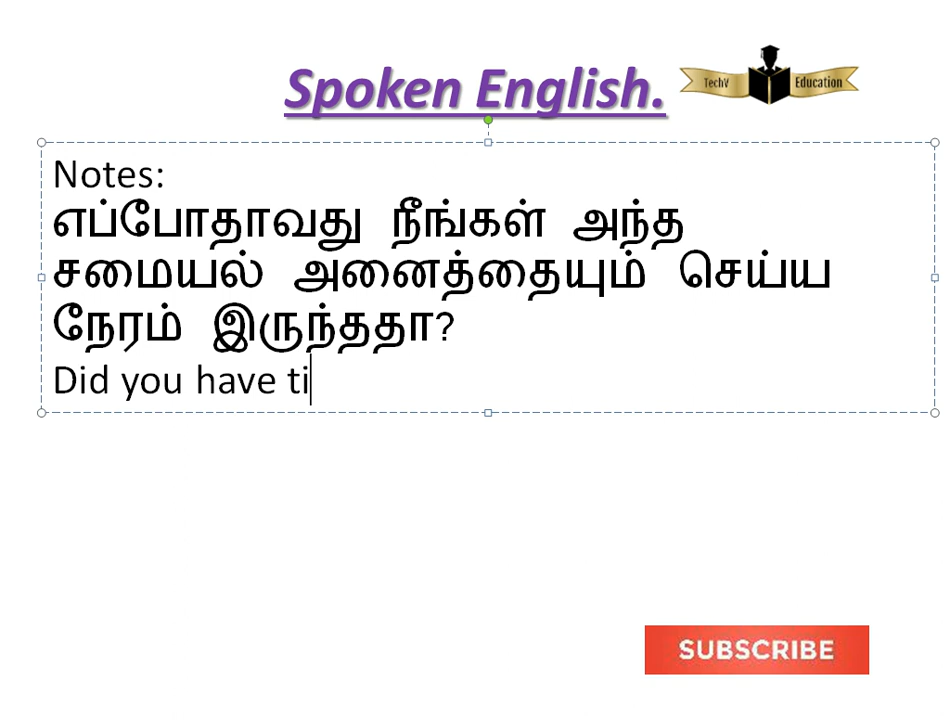 Spoken English.
TechV Education
Notes:
எப்போதாவது நீங்கள் அந்த
சமையல் அனைத்தையும் செய்ய
நேரம் இருந்ததா?
Did you have ti
SUBSCRIBE